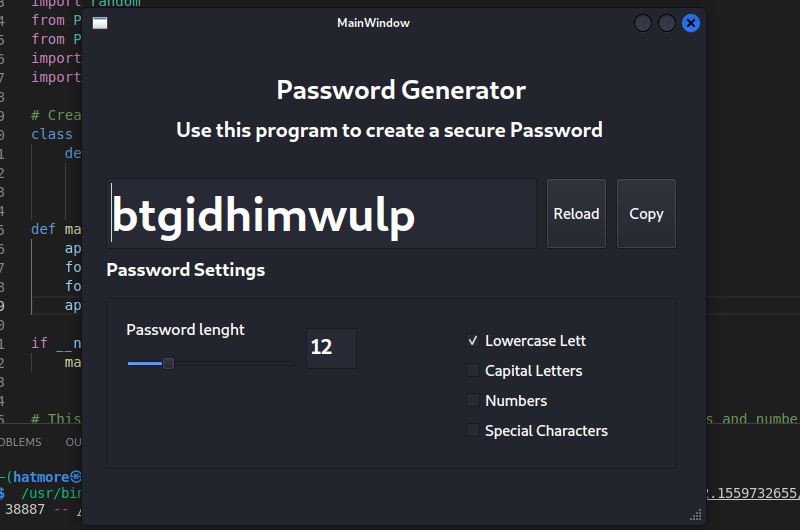 import random
from P
from P
import
import
# Crea
class
de
def ma
ap
fo
fo
ap
if __n
ma
# This
s and numbe
OBLEMS
OU
(hatmore
$ /usr/bin
2.1559732655/
38887 --
MainWindow
Password Generator
Use this program to create a secure Password
btgidhimwulp
Reload
Copy
Password Settings
Password lenght
12
Lowercase Lett
Capital Letters
Numbers
Special Characters